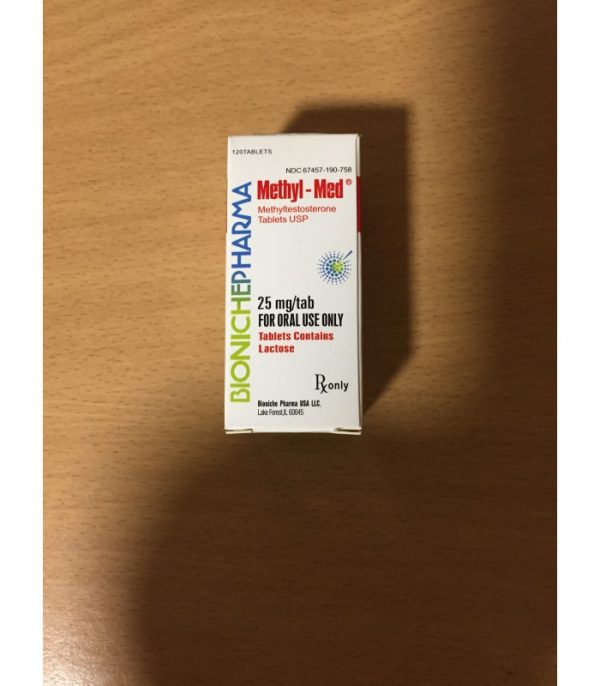 120TABLETS
NDC 67457-190-758
BIONICHEPHARMA
Methyl - Med®
Methyltestosterone
Tablets USP
25 mg/tab
FOR ORAL USE ONLY
Tablets Contains
Lactose
Rx only
Bioniche Pharma USA LLC.
Lake Forest,IL 60045